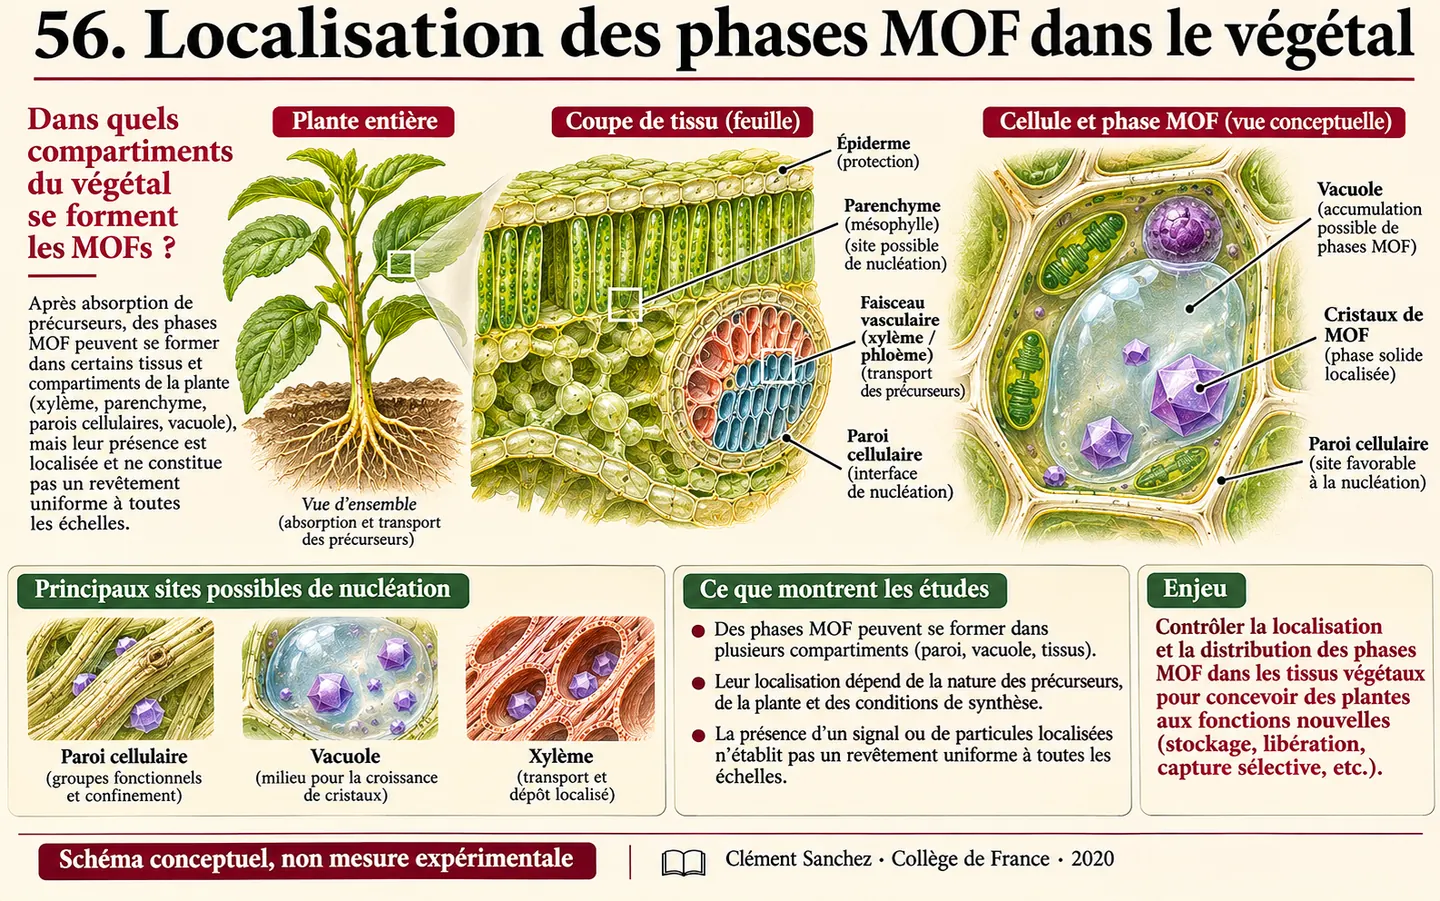 56. Localisation des phases MOF dans le végétal
Dans quels
compartiments
du végétal
se forment
les MOFs ?
Après absorption de
précurseurs, des phases
MOF peuvent se former
dans certains tissus et
compartiments de la plante
(xylème, parenchyme,
parois cellulaires, vacuole),
mais leur présence est
localisée et ne constitue
pas un revêtement
uniforme à toutes
les échelles.
Plante entière
Vue d'ensemble
(absorption et transport
des précurseurs)
Coupe de tissu (feuille)
Épiderme
(protection)
Parenchyme
(mésophylle)
(site possible
de nucléation)
Faisceau
vasculaire
(xylème /
phloème)
(transport
des précurseurs)
Paroi
cellulaire
(interface
de nucléation)
Cellule et phase MOF (vue conceptuelle)
Vacuole
(accumulation
possible de
phases MOF)
Cristaux de
MOF
(phase solide
localisée)
Paroi cellulaire
(site favorable
à la nucléation)
Principaux sites possibles de nucléation
Paroi cellulaire
(groupes fonctionnels
et confinement)
Vacuole
(milieu pour la croissance
de cristaux)
Xylème
(transport et
dépôt localisé)
Ce que montrent les études
● Des phases MOF peuvent se former dans
plusieurs compartiments (paroi, vacuole, tissus).
● Leur localisation dépend de la nature des précurseurs,
de la plante et des conditions de synthèse.
● La présence d'un signal ou de particules localisées
n'établit pas un revêtement uniforme à toutes les
échelles.
Enjeu
Contrôler la localisation
et la distribution des phases
MOF dans les tissus végétaux
pour concevoir des plantes
aux fonctions nouvelles
(stockage, libération,
capture sélective, etc.).
Schéma conceptuel, non mesure expérimentale
Clément Sanchez · Collège de France · 2020